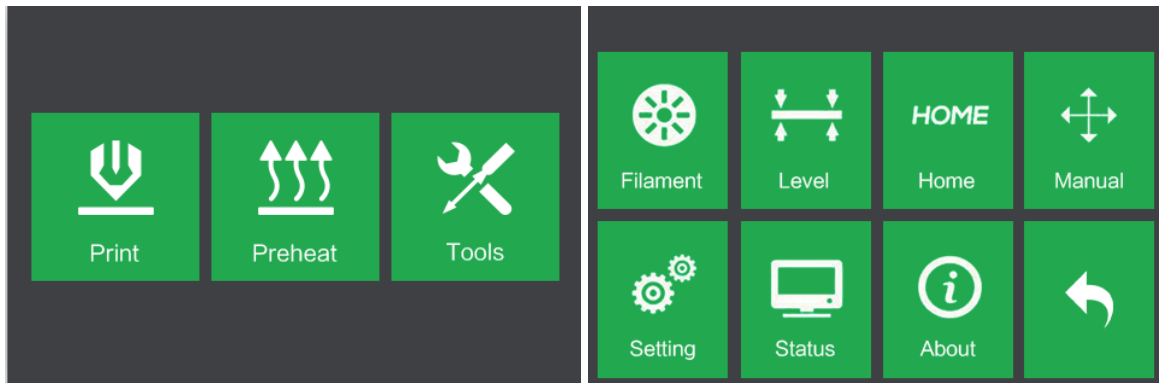 Print
Preheat
Tools
Filament
Level
HOME
Home
Manual
Setting
Status
About